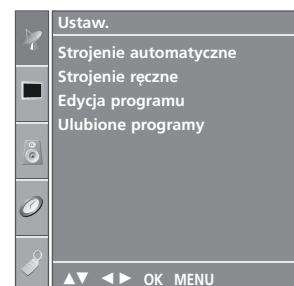 Ustaw.
Strojenie automatyczne
Strojenie ręczne
Edycja programu
Ulubione programy
▲▼ ◄► OK MENU